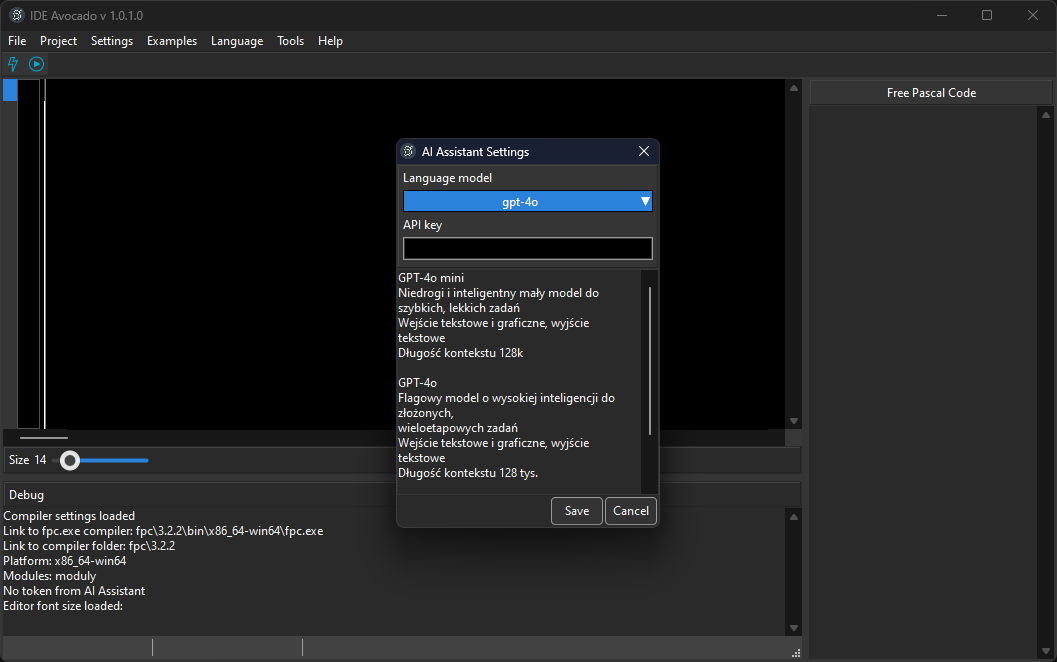 IDE Avocado v 1.0.1.0
File Project Settings Examples Language Tools Help
Free Pascal Code
AI Assistant Settings
Language model
gpt-4o
API key
GPT-4o mini
Niedrogi i inteligentny mały model do
szybkich, lekkich zadań
Wejście tekstowe i graficzne, wyjście
tekstowe
Długość kontekstu 128k
GPT-4o
Flagowy model o wysokiej inteligencji do
złożonych,
wieloetapowych zadań
Wejście tekstowe i graficzne, wyjście
tekstowe
Długość kontekstu 128 tys.
Save Cancel
Size 14
Debug
Compiler settings loaded
Link to fpc.exe compiler: fpc\3.2.2\bin\x86_64-win64\fpc.exe
Link to compiler folder: fpc\3.2.2
Platform: x86_64-win64
Modules: moduly
No token from AI Assistant
Editor font size loaded: